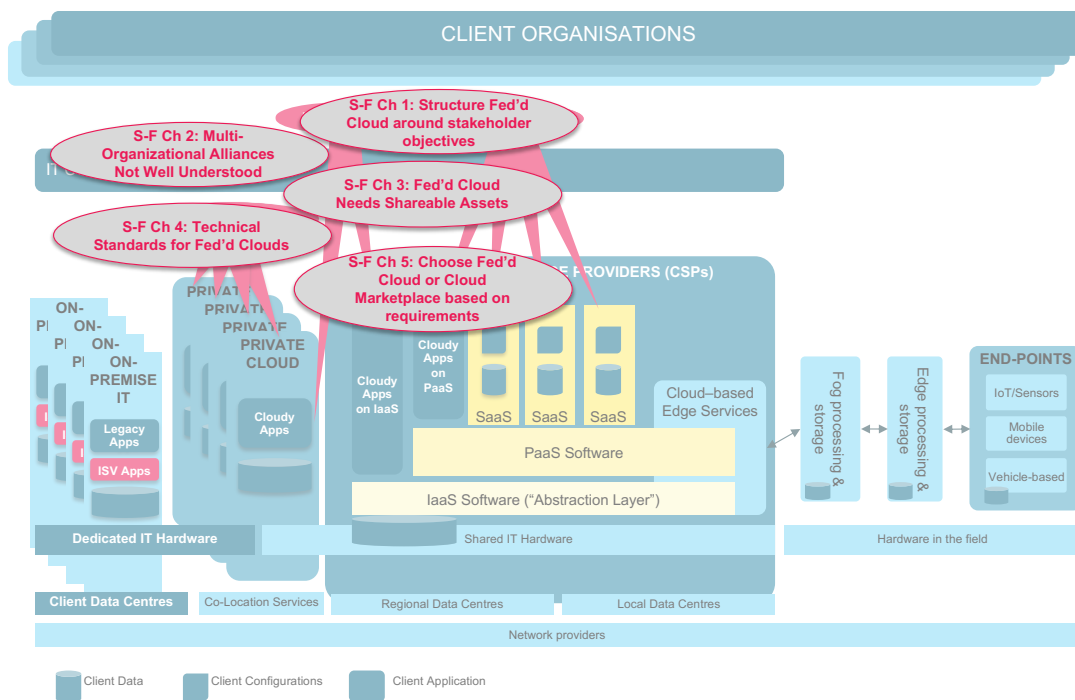 CLIENT ORGANISATIONS
S-F Ch 1: Structure Fed'd
Cloud around stakeholder
objectives
S-F Ch 2: Multi-
Organizational Alliances
Not Well Understood
S-F Ch 3: Fed'd Cloud
Needs Shareable Assets
S-F Ch 4: Technical
Standards for Fed'd Clouds
S-F Ch 5: Choose Fed'd
Cloud or Cloud
Marketplace based on
requirements
PROVIDERS (CSPs)
ON-
ON-
ON-
ON-
PREMISE
IT
Legacy
Apps
ISV Apps
PRIVATE
PRIVATE
PRIVATE
PRIVATE
CLOUD
Cloudy
Apps
Cloudy
Apps
on IaaS
Cloudy
Apps
on
PaaS
SaaS
SaaS
SaaS
Cloud–based
Edge Services
PaaS Software
IaaS Software (“Abstraction Layer”)
Fog processing &
storage
Edge processing &
storage
END-POINTS
IoT/Sensors
Mobile
devices
Vehicle-based
Dedicated IT Hardware
Shared IT Hardware
Hardware in the field
Client Data Centres
Co-Location Services
Regional Data Centres
Local Data Centres
Network providers
Client Data
Client Configurations
Client Application